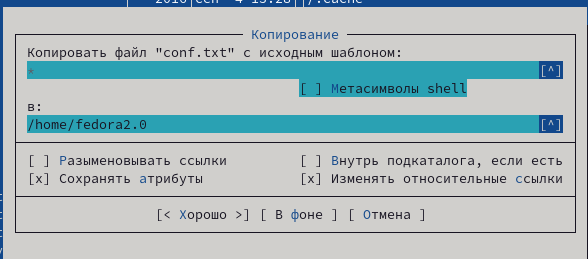 2016 сен  4 13:28 /.cache
Копирование
Копировать файл "conf.txt" с исходным шаблоном:
* [^]
[ ] Метасимволы shell
в:
/home/fedora2.0 [^]
[ ] Разыменовывать ссылки [ ] Внутрь подкаталога, если есть
[x] Сохранять атрибуты [x] Изменять относительные ссылки
[< Хорошо >] [ В фоне ] [ Отмена ]